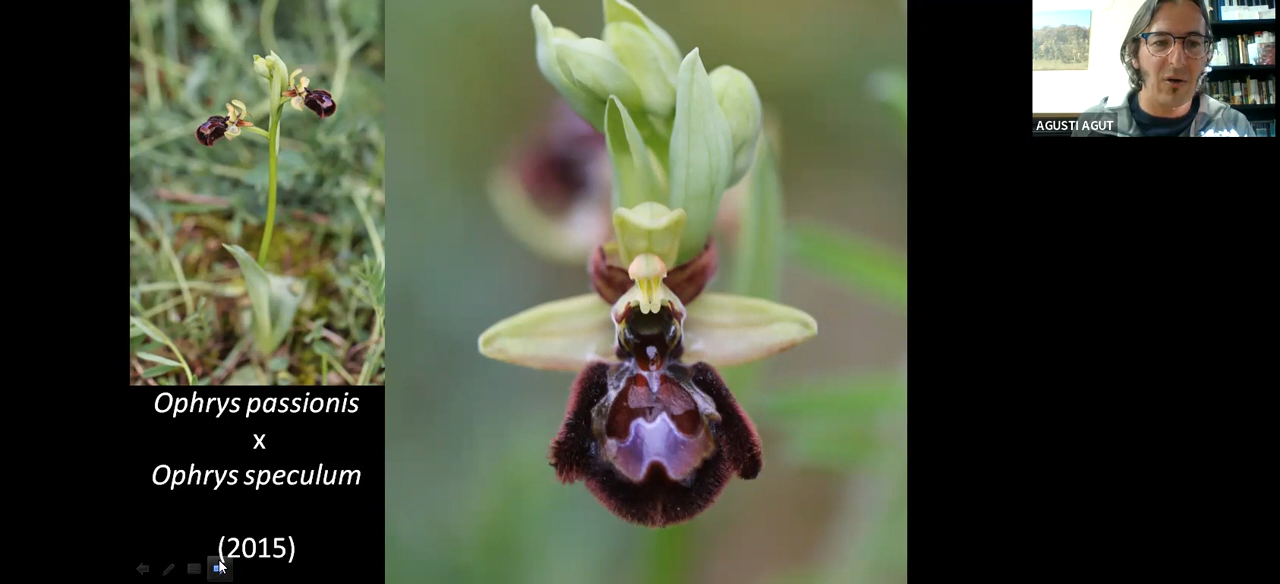 AGUSTI AGUT
Ophrys passionis
x
Ophrys speculum
(2015)